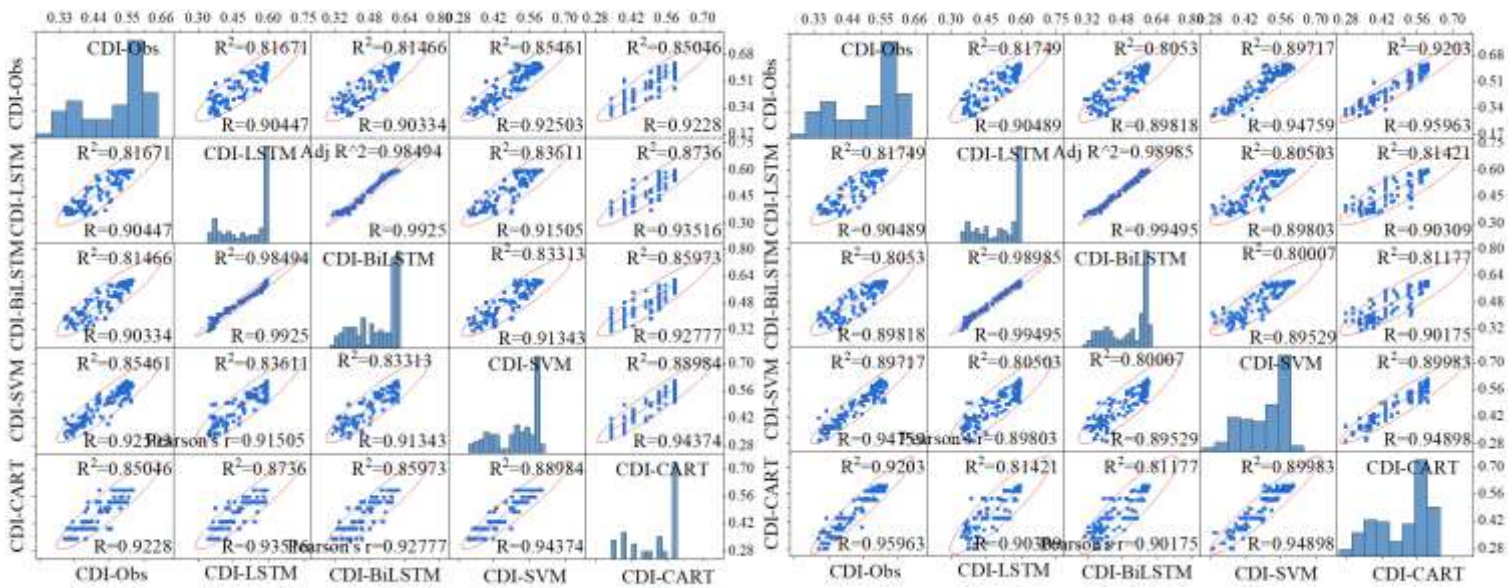 0.33 0.44 0.55 0.66 0.30 0.45 0.60 0.75 0.32 0.48 0.64 0.28 0.42 0.56 0.70 0.28 0.42 0.56 0.70
CDI-Obs R²=0.81671 R²=0.81466 R²=0.85461 R²=0.85046
CDI-Obs
R=0.90447 R=0.90334 R=0.92503 R=0.9228
0.68
0.51
0.34
0.17
R²=0.81671 CDI-LSTM Adj R^2=0.98494 R²=0.83611 R²=0.8736
CDI-LSTM
R=0.90447 R=0.9925 R=0.91505 R=0.93516
0.75
0.60
0.45
0.30
R²=0.81466 R²=0.98494 CDI-BiLSTM R²=0.83313 R²=0.85973
CDI-BiLSTM
R=0.90334 R=0.9925 R=0.91343 R=0.92777
0.80
0.64
0.48
0.32
R²=0.85461 R²=0.83611 R²=0.83313 CDI-SVM R²=0.88984
CDI-SVM
R=0.92503 Pearson's r=0.91505 R=0.91343 R=0.94374
0.70
0.56
0.42
0.28
R²=0.85046 R²=0.8736 R²=0.85973 R²=0.88984 CDI-CART
CDI-CART
R=0.9228 R=0.93516 Pearson's r=0.92777 R=0.94374
0.70
0.56
0.42
0.28
CDI-Obs CDI-LSTM CDI-BiLSTM CDI-SVM CDI-CART
0.33 0.44 0.55 0.66 0.30 0.45 0.60 0.75 0.32 0.48 0.64 0.80 0.28 0.42 0.56 0.70 0.28 0.42 0.56 0.70
CDI-Obs R²=0.81749 R²=0.8053 R²=0.89717 R²=0.9203
CDI-Obs
R=0.90489 R=0.89818 R=0.94759 R=0.95963
0.68
0.51
0.34
0.17
R²=0.81749 CDI-LSTM Adj R^2=0.98985 R²=0.80503 R²=0.81421
CDI-LSTM
R=0.90489 R=0.99495 R=0.89803 R=0.90309
0.75
0.60
0.45
0.30
R²=0.8053 R²=0.98985 CDI-BiLSTM R²=0.80007 R²=0.81177
CDI-BiLSTM
R=0.89818 R=0.99495 R=0.89529 R=0.90175
0.80
0.64
0.48
0.32
R²=0.89717 R²=0.80503 R²=0.80007 CDI-SVM R²=0.89983
CDI-SVM
R=0.94759 Pearson's r=0.89803 R=0.89529 R=0.94898
0.70
0.56
0.42
0.28
R²=0.9203 R²=0.81421 R²=0.81177 R²=0.89983 CDI-CART
CDI-CART
R=0.95963 R=0.90309 Pearson's r=0.90175 R=0.94898
0.70
0.56
0.42
0.28
CDI-Obs CDI-LSTM CDI-BiLSTM CDI-SVM CDI-CART